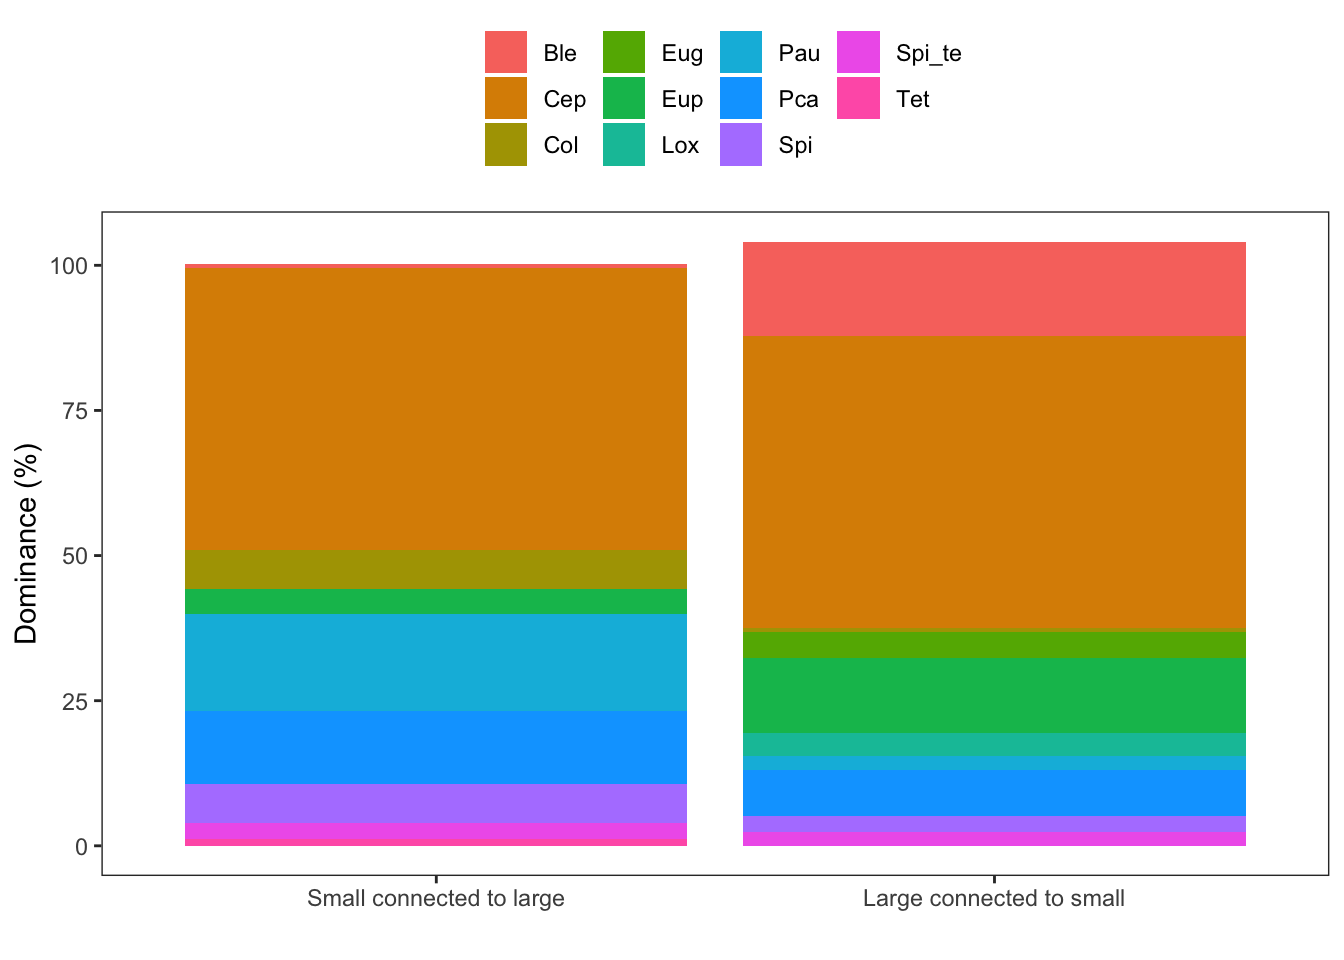 Ble Eug Pau Spi_te
Cep Eup Pca Tet
Col Lox Spi
Dominance (%)
100
75
50
25
0
Small connected to large Large connected to small